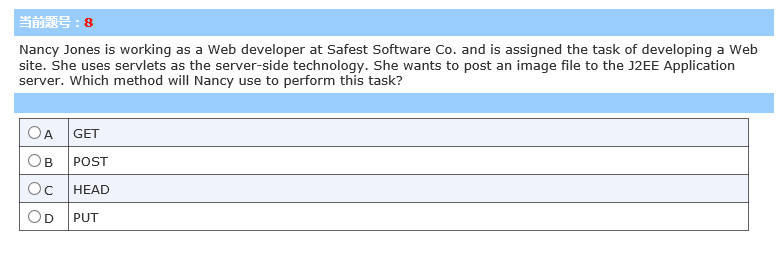 当前题号：8
Nancy Jones is working as a Web developer at Safest Software Co. and is assigned the task of developing a Web
site. She uses servlets as the server-side technology. She wants to post an image file to the J2EE Application
server. Which method will Nancy use to perform this task?
A GET
B POST
C HEAD
D PUT